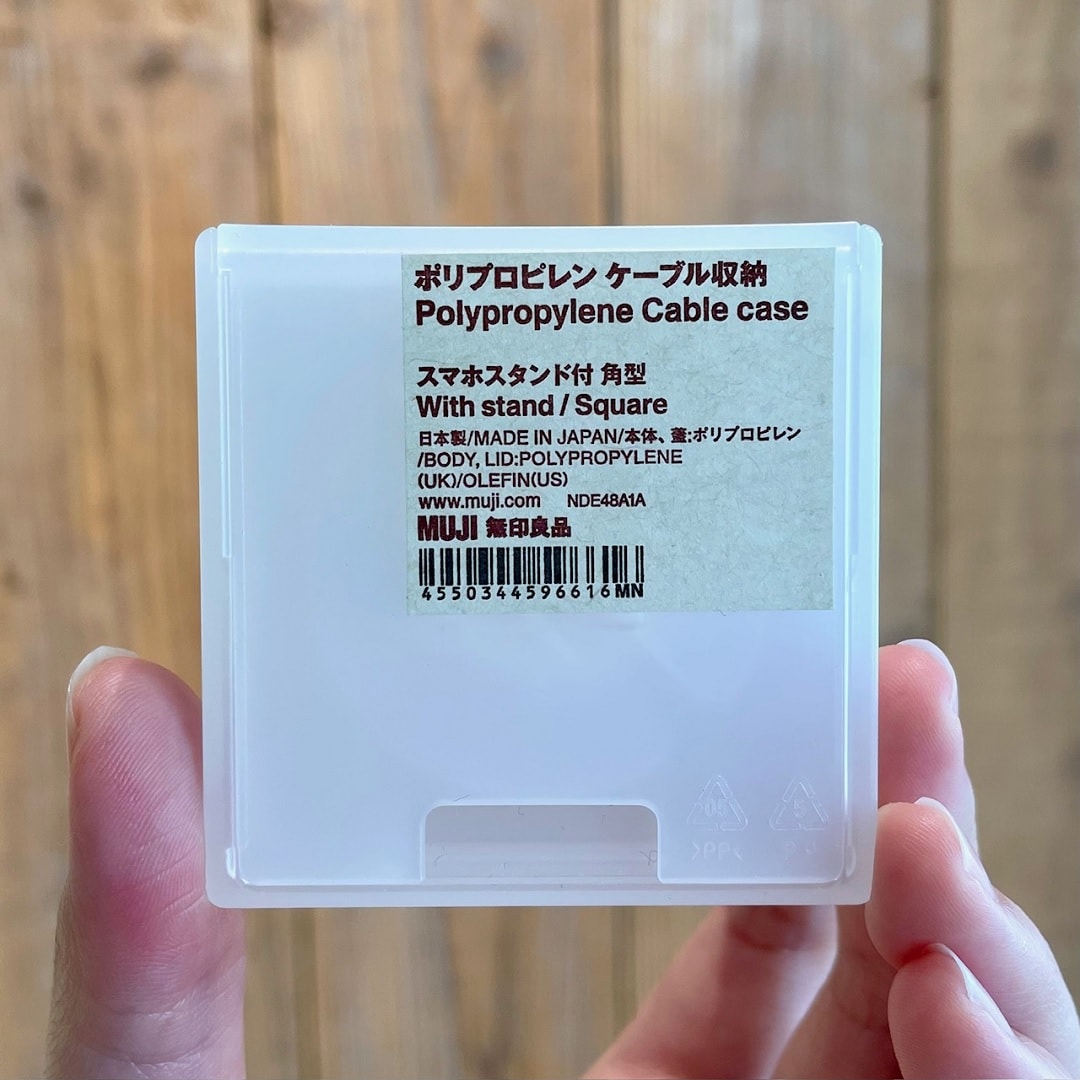 ポリプロピレン ケーブル収納
Polypropylene Cable case
スマホスタンド付 角型
With stand / Square
日本製/MADE IN JAPAN/本体、蓋:ポリプロピレン
/BODY, LID:POLYPROPYLENE
(UK)/OLEFIN(US)
www.muji.com NDE48A1A
MUJI 無印良品
4550344596616MN
05 5
>PP<